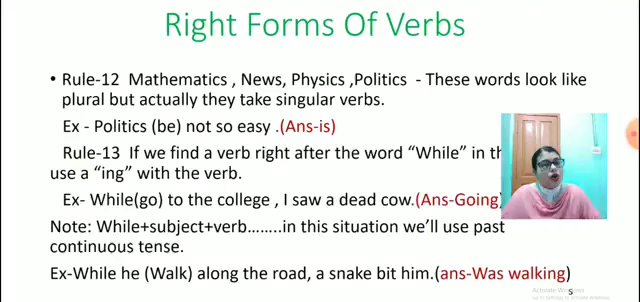 Right Forms Of Verbs
• Rule-12 Mathematics , News, Physics ,Politics - These words look like
plural but actually they take singular verbs.
Ex - Politics (be) not so easy .(Ans-is)
Rule-13 If we find a verb right after the word “While” in th
use a “ing” with the verb.
Ex- While(go) to the college , I saw a dead cow.(Ans-Going)
Note: While+subject+verb........in this situation we’ll use past
continuous tense.
Ex-While he (Walk) along the road, a snake bit him.(ans-Was walking)
Activate Win
s